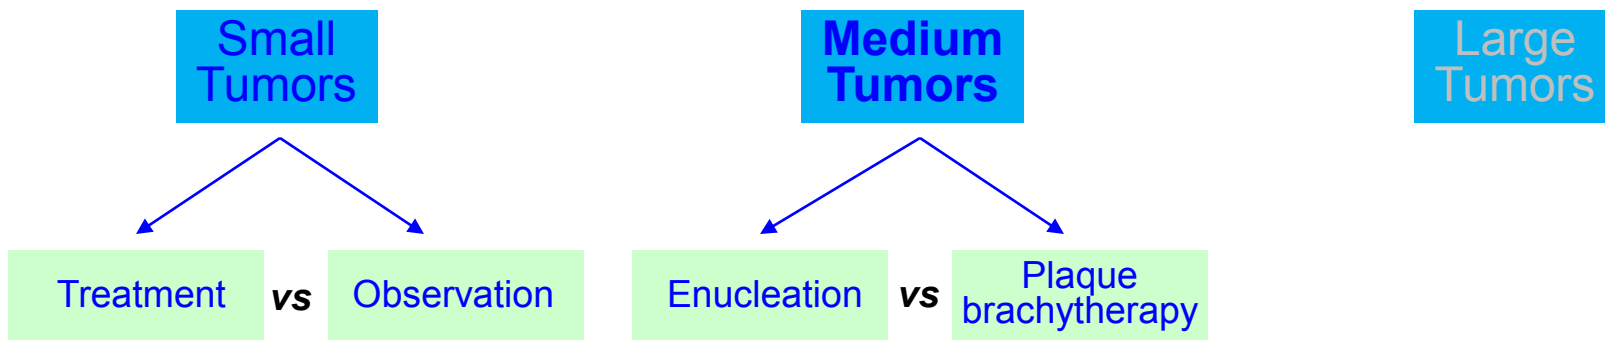 Small
Tumors
Medium
Tumors
Large
Tumors
Treatment
vs
Observation
Enucleation
vs
Plaque
brachytherapy